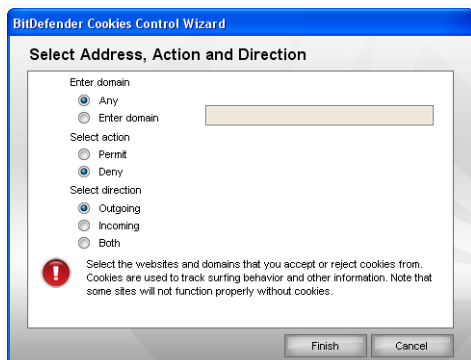 BitDefender Cookies Control Wizard
Select Address, Action and Direction
Enter domain
Any
Enter domain
Select action
Permit
Deny
Select direction
Outgoing
Incoming
Both
Select the websites and domains that you accept or reject cookies from.
Cookies are used to track surfing behavior and other information. Note that
some sites will not function properly without cookies.
Finish Cancel